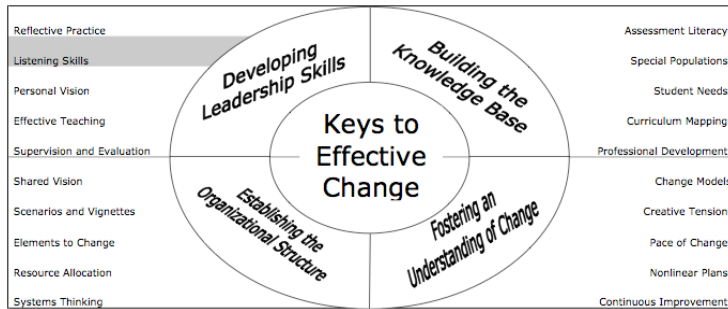 Reflective Practice
Listening Skills
Personal Vision
Effective Teaching
Supervision and Evaluation
Shared Vision
Scenarios and Vignettes
Elements to Change
Resource Allocation
Systems Thinking
Developing
Leadership Skills
Building the
Knowledge Base
Keys to
Effective
Change
Establishing the
Organizational Structure
Fostering an
Understanding of Change
Assessment Literacy
Special Populations
Student Needs
Curriculum Mapping
Professional Development
Change Models
Creative Tension
Pace of Change
Nonlinear Plans
Continuous Improvement